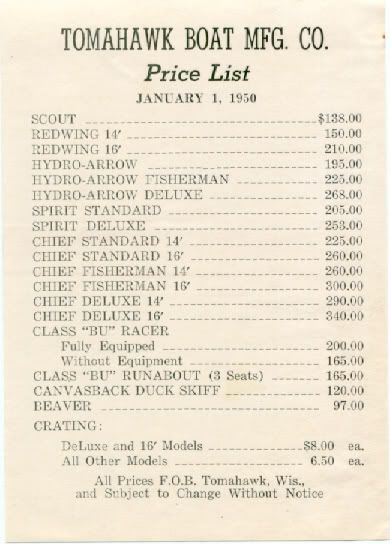 TOMAHAWK BOAT MFG. CO.
Price List
JANUARY 1, 1950
SCOUT $138.00
REDWING 14' 150.00
REDWING 16' 210.00
HYDRO-ARROW 195.00
HYDRO-ARROW FISHERMAN 225.00
HYDRO-ARROW DELUXE 268.00
SPIRIT STANDARD 205.00
SPIRIT DELUXE 253.00
CHIEF STANDARD 14' 225.00
CHIEF STANDARD 16' 260.00
CHIEF FISHERMAN 14' 260.00
CHIEF FISHERMAN 16' 300.00
CHIEF DELUXE 14' 290.00
CHIEF DELUXE 16' 340.00
CLASS "BU" RACER
Fully Equipped 200.00
Without Equipment 165.00
CLASS "BU" RUNABOUT (3 Seats) 165.00
CANVASBACK DUCK SKIFF 120.00
BEAVER 97.00
CRATING:
DeLuxe and 16' Models $8.00 ea.
All Other Models 6.50 ea.
All Prices F.O.B. Tomahawk, Wis.,
and Subject to Change Without Notice